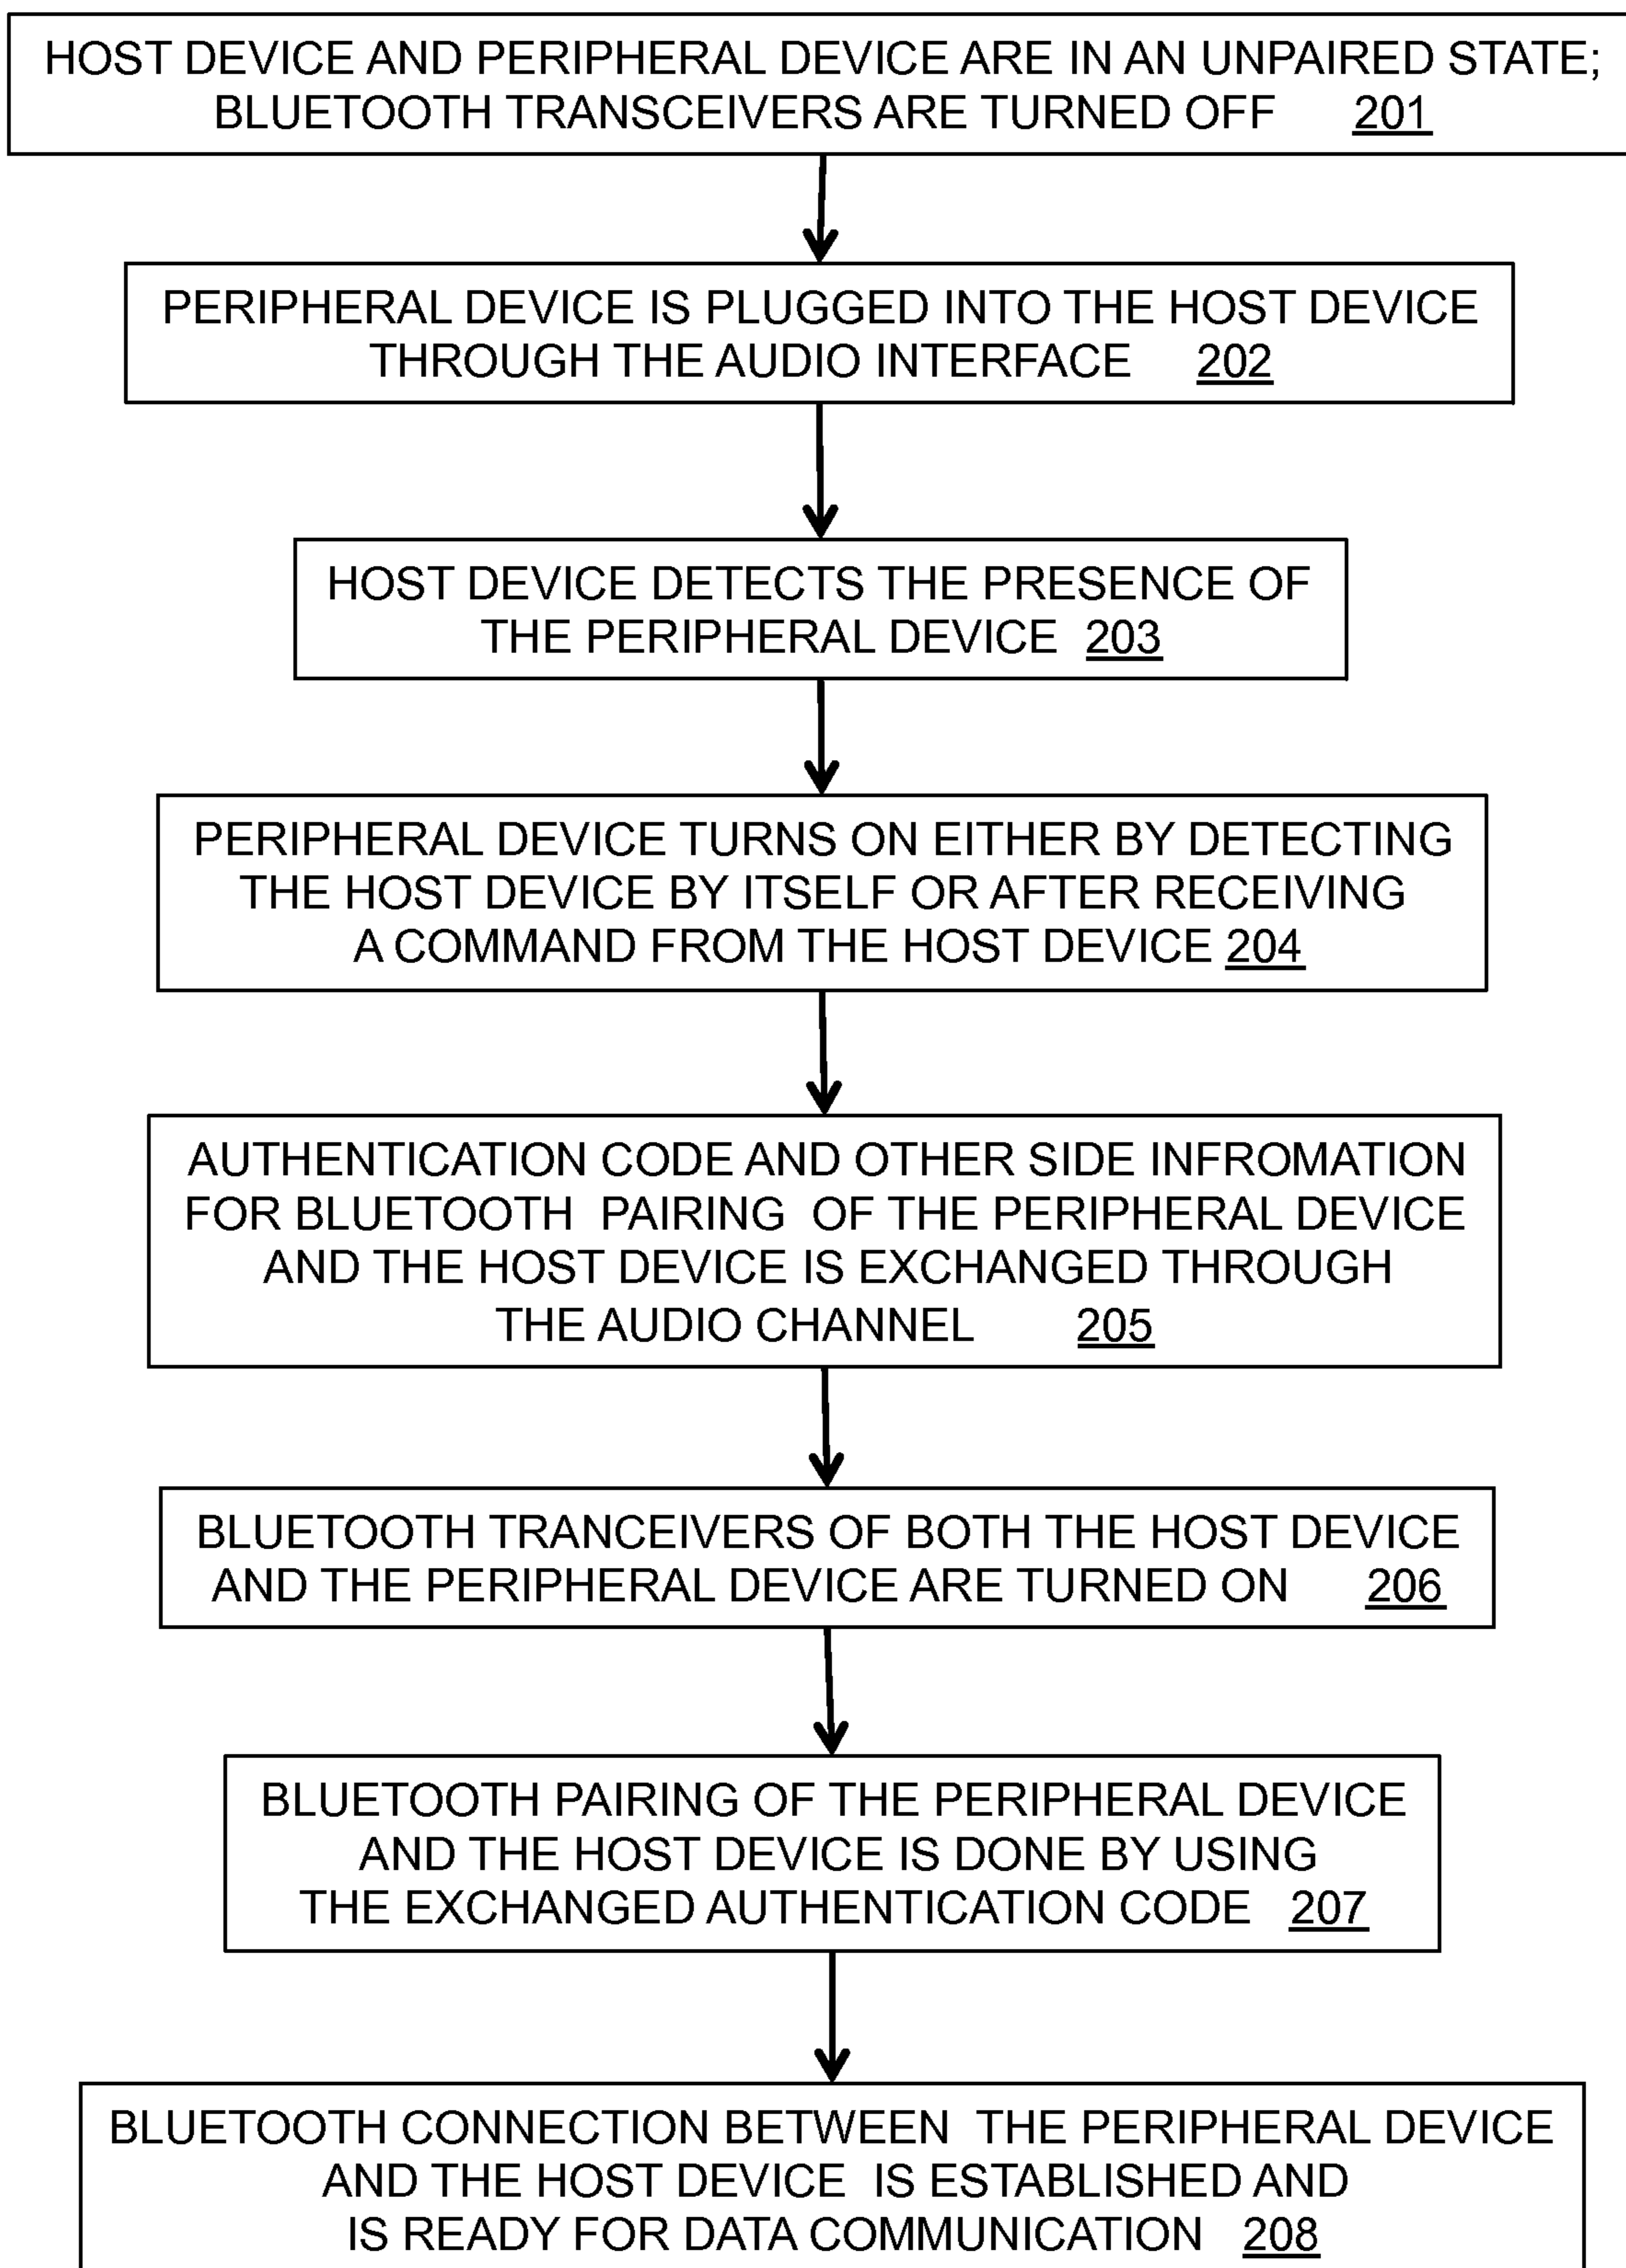 HOST DEVICE AND PERIPHERAL DEVICE ARE IN AN UNPAIRED STATE;
BLUETOOTH TRANSCEIVERS ARE TURNED OFF 201
PERIPHERAL DEVICE IS PLUGGED INTO THE HOST DEVICE
THROUGH THE AUDIO INTERFACE 202
HOST DEVICE DETECTS THE PRESENCE OF
THE PERIPHERAL DEVICE 203
PERIPHERAL DEVICE TURNS ON EITHER BY DETECTING
THE HOST DEVICE BY ITSELF OR AFTER RECEIVING
A COMMAND FROM THE HOST DEVICE 204
AUTHENTICATION CODE AND OTHER SIDE INFROMATION
FOR BLUETOOTH PAIRING OF THE PERIPHERAL DEVICE
AND THE HOST DEVICE IS EXCHANGED THROUGH
THE AUDIO CHANNEL 205
BLUETOOTH TRANCEIVERS OF BOTH THE HOST DEVICE
AND THE PERIPHERAL DEVICE ARE TURNED ON 206
BLUETOOTH PAIRING OF THE PERIPHERAL DEVICE
AND THE HOST DEVICE IS DONE BY USING
THE EXCHANGED AUTHENTICATION CODE 207
BLUETOOTH CONNECTION BETWEEN THE PERIPHERAL DEVICE
AND THE HOST DEVICE IS ESTABLISHED AND
IS READY FOR DATA COMMUNICATION 208